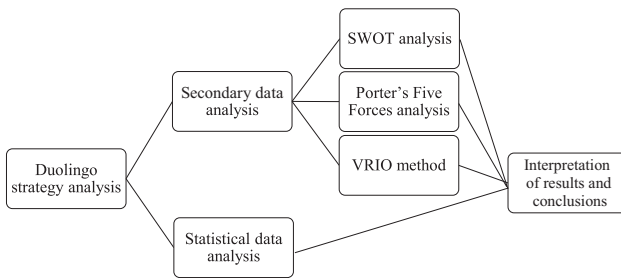 Duolingo
strategy analysis
Secondary data
analysis
Statistical data
analysis
SWOT analysis
Porter's Five
Forces analysis
VRIO method
Interpretation
of results and
conclusions